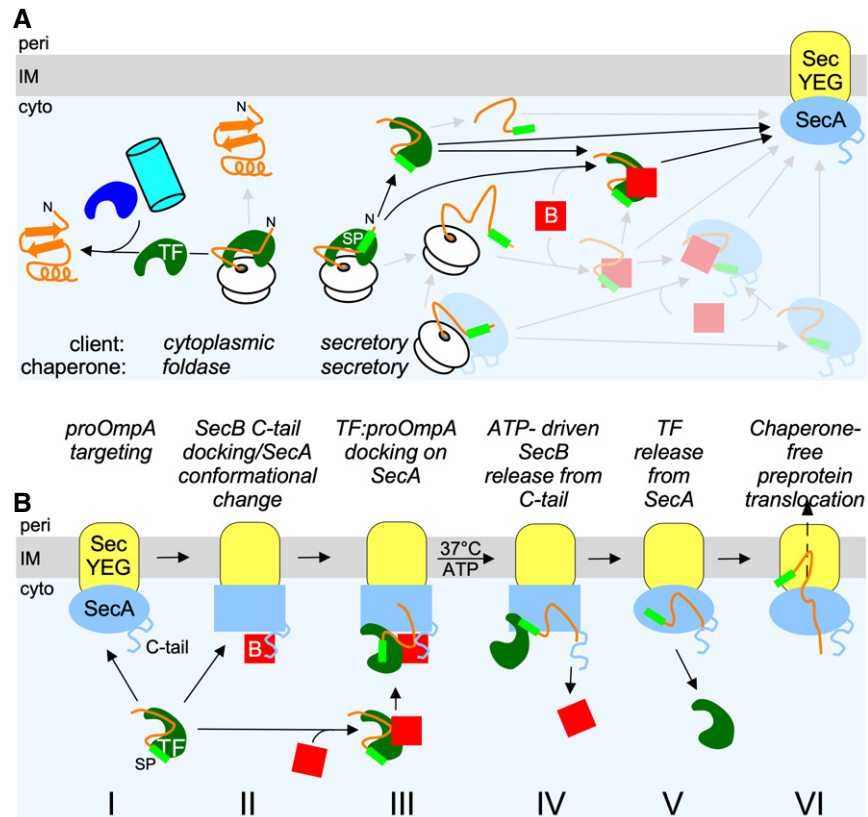 A
peri
IM
cyto
Sec
YEG
SecA
N
N
N
N
TF
SP
B
client: cytoplasmic secretory
chaperone: foldase secretory
proOmpA
targeting
SecB C-tail
docking/SecA
conformational
change
TF:proOmpA
docking on
SecA
ATP- driven
SecB
release from
C-tail
TF
release
from
SecA
Chaperone-
free
preprotein
translocation
B
peri
IM
cyto
Sec
YEG
SecA
C-tail
B
37°C
ATP
TF
SP
I II III IV V VI